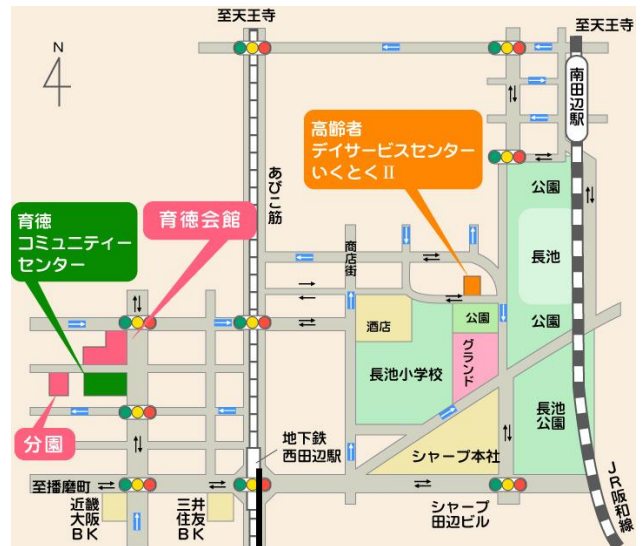 至天王寺
至天王寺
N
南田辺駅
高齢者
デイサービスセンター
いくとくⅡ
あびこ筋
育徳会館
育徳
コミュニティー
センター
商店街
公園
長池
公園
酒店
公園
グランド
長池小学校
分園
長池
公園
地下鉄
西田辺駅
シャープ本社
至播磨町
近畿
大阪
BK
三井
住友
BK
シャープ
田辺ビル
JR阪和線